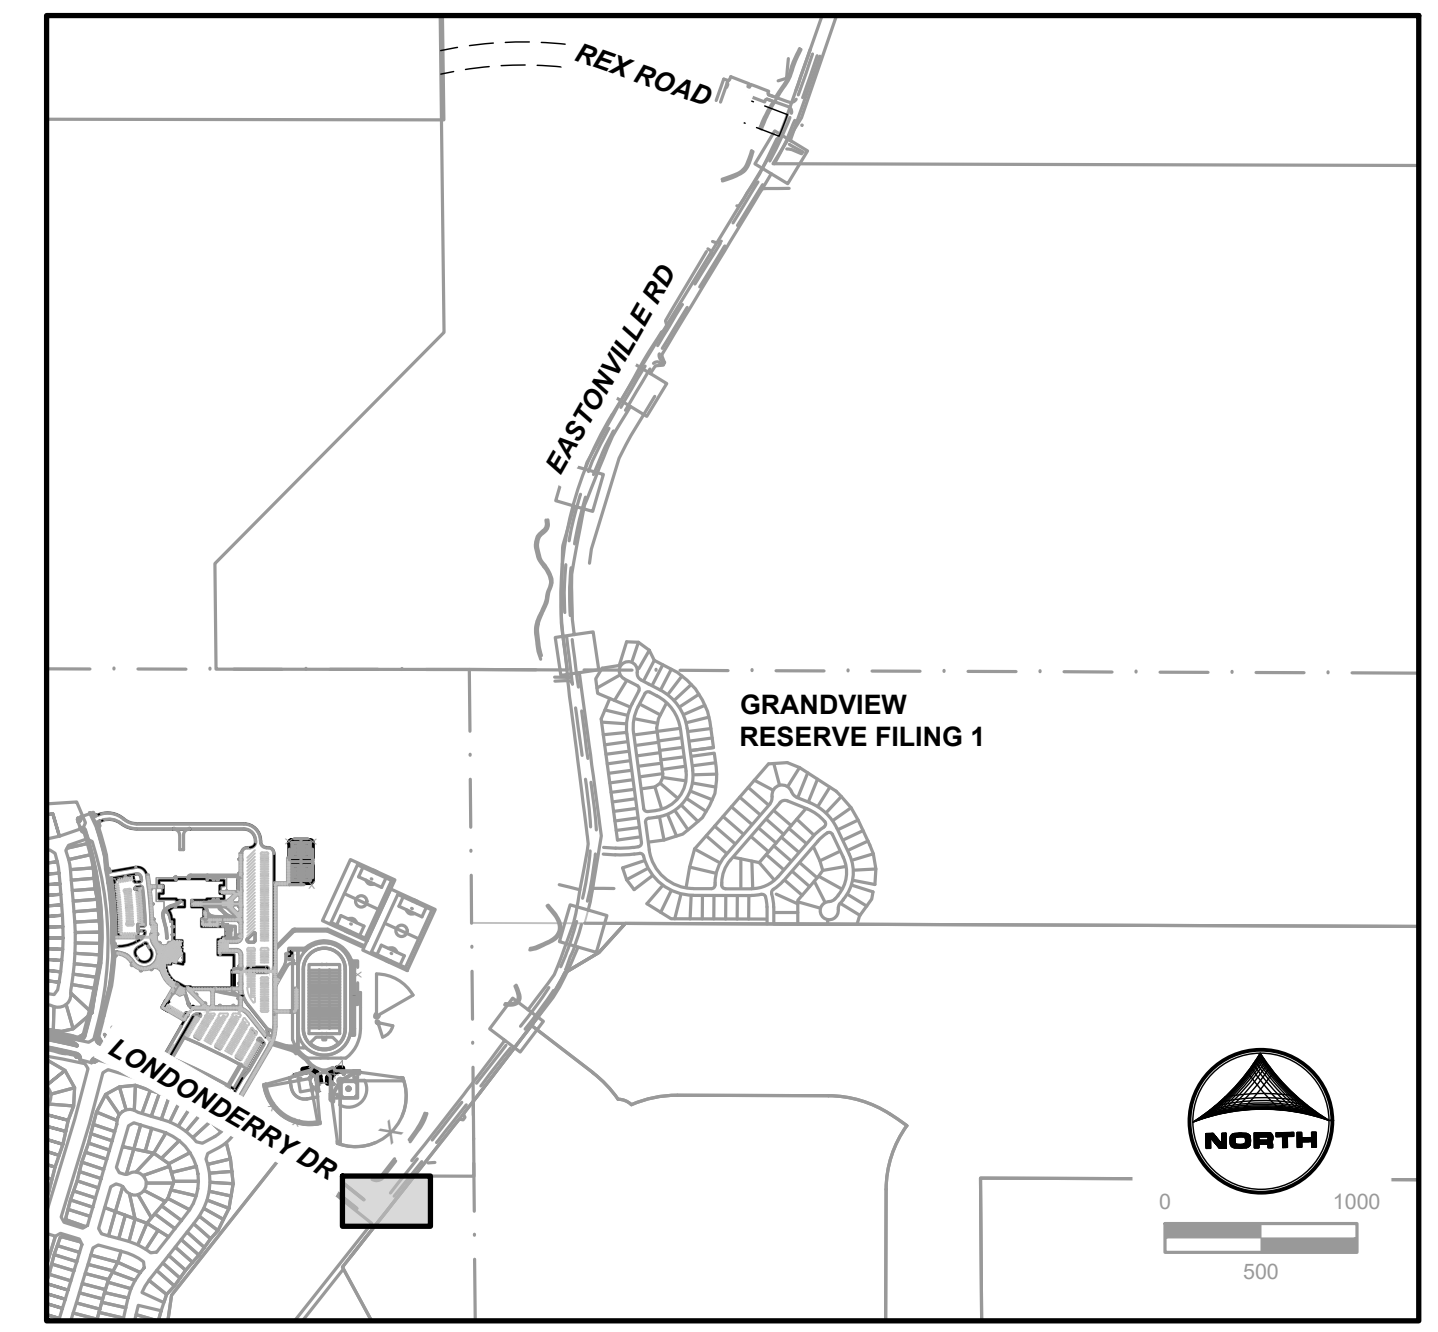 REX ROAD
EASTONVILLE RD
GRANDVIEW
RESERVE FILING 1
LONDONDERRY DR
NORTH
0 1000
500